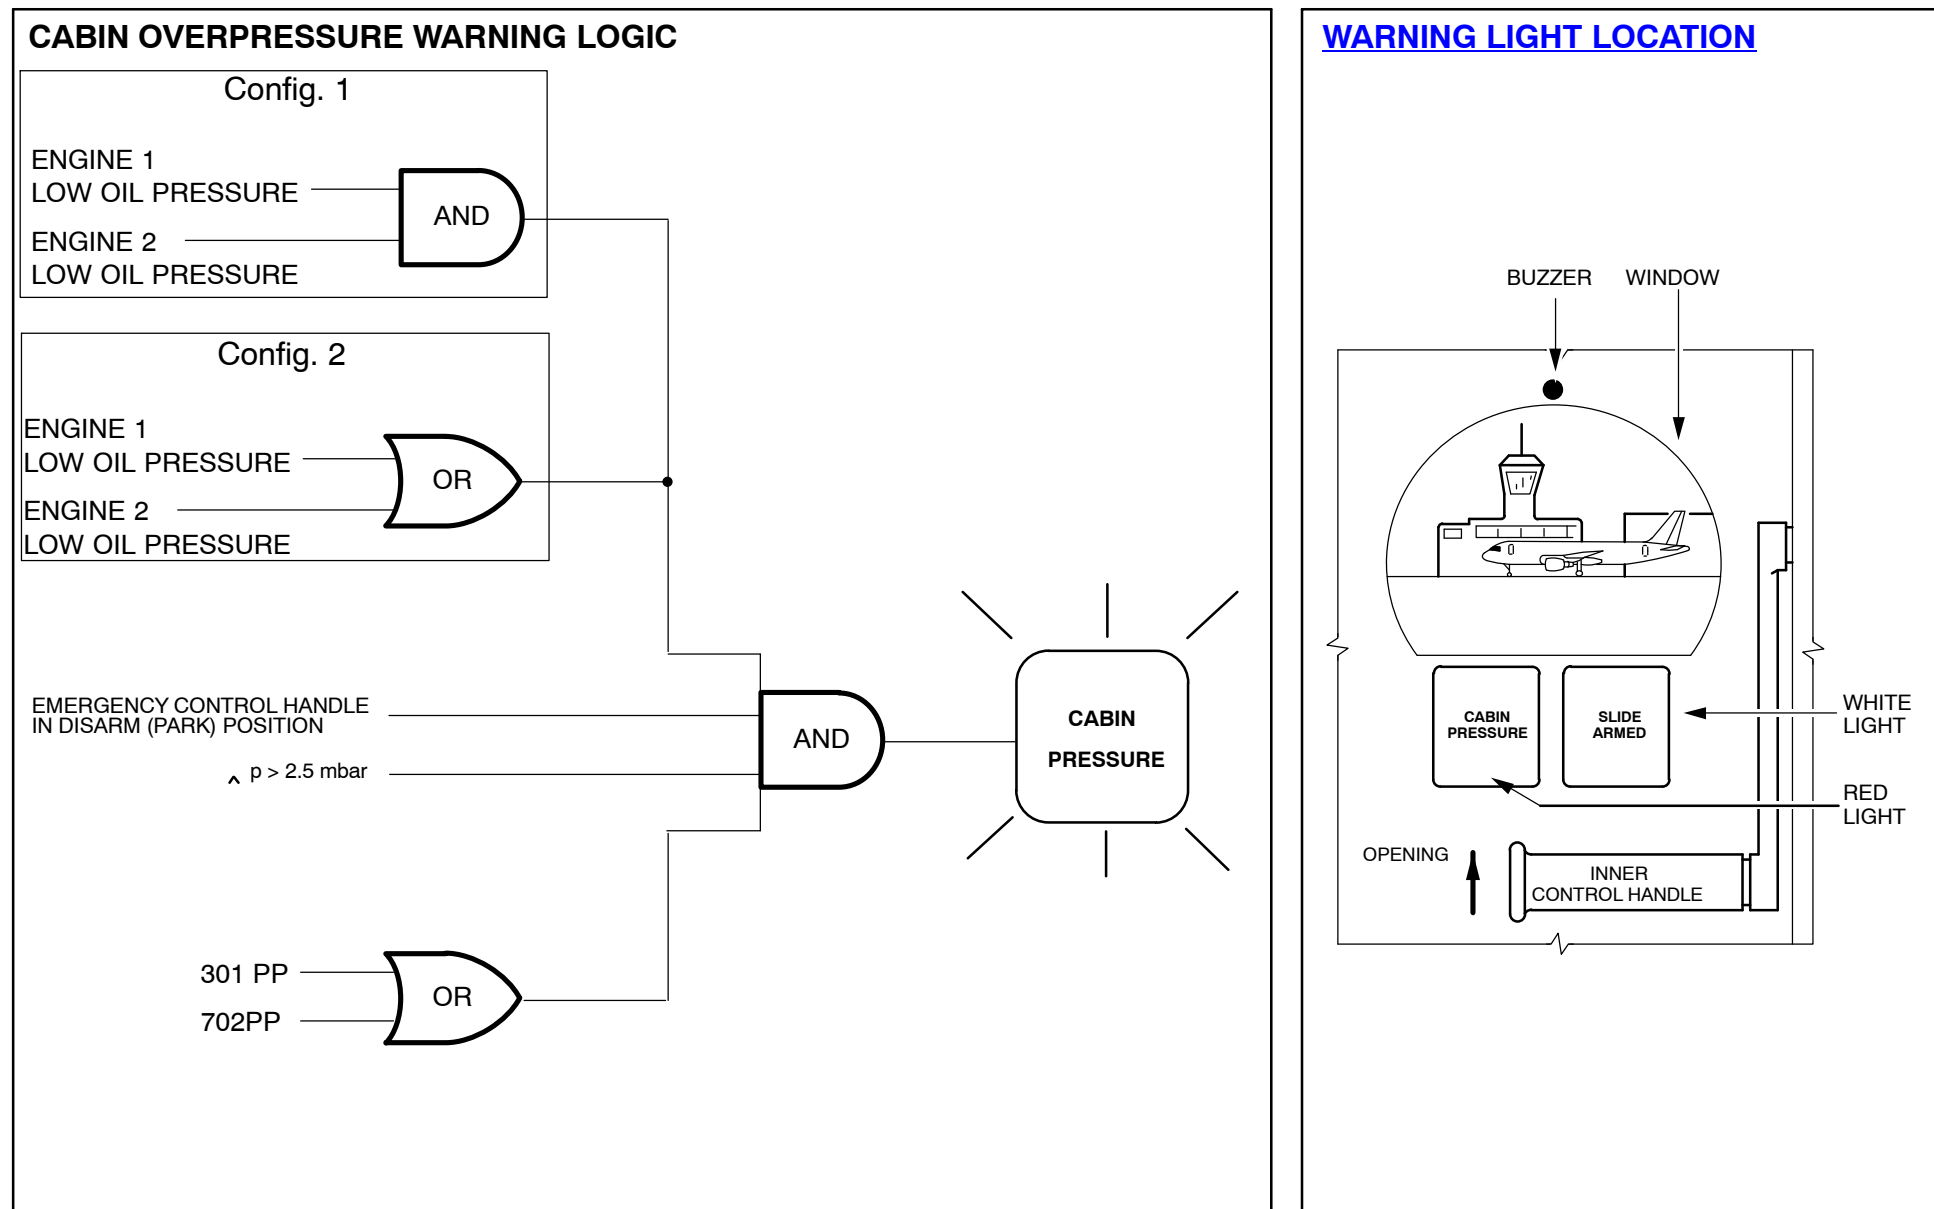 CABIN OVERPRESSURE WARNING LOGIC
Config. 1
ENGINE 1
LOW OIL PRESSURE
AND
ENGINE 2
LOW OIL PRESSURE
Config. 2
ENGINE 1
LOW OIL PRESSURE
OR
ENGINE 2
LOW OIL PRESSURE
EMERGENCY CONTROL HANDLE
IN DISARM (PARK) POSITION
^ p > 2.5 mbar
AND
CABIN
PRESSURE
301 PP
OR
702PP
WARNING LIGHT LOCATION
BUZZER
WINDOW
CABIN
PRESSURE
SLIDE
ARMED
WHITE
LIGHT
RED
LIGHT
OPENING
INNER
CONTROL HANDLE